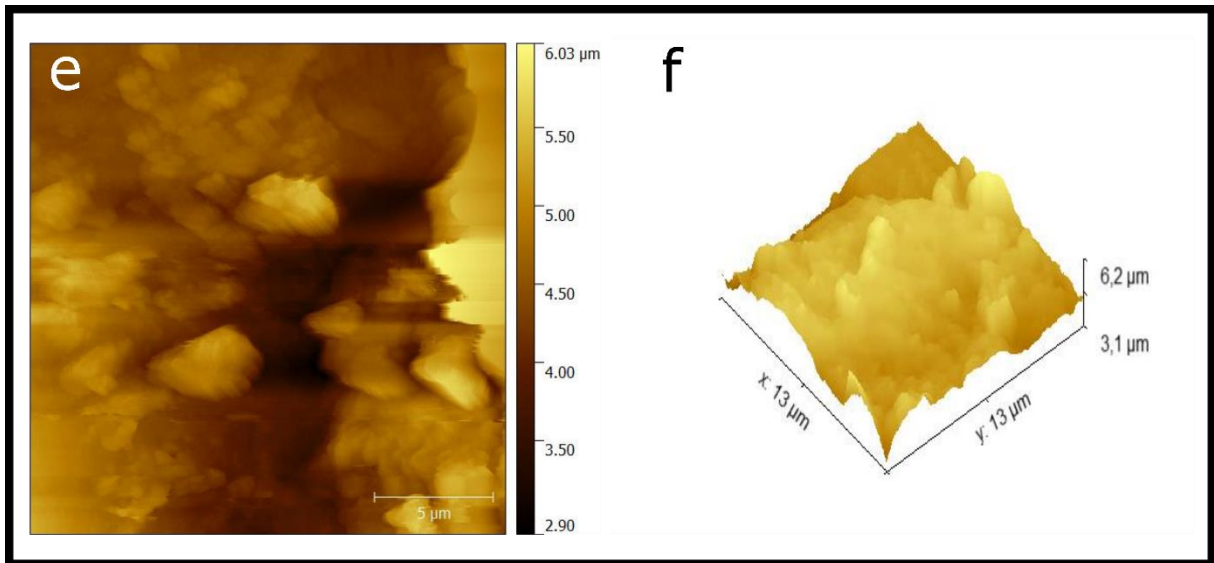 e
6.03 µm
5.50
5.00
4.50
4.00
3.50
2.90
5 µm
f
6,2 µm
3,1 µm
x: 13 µm
y: 13 µm